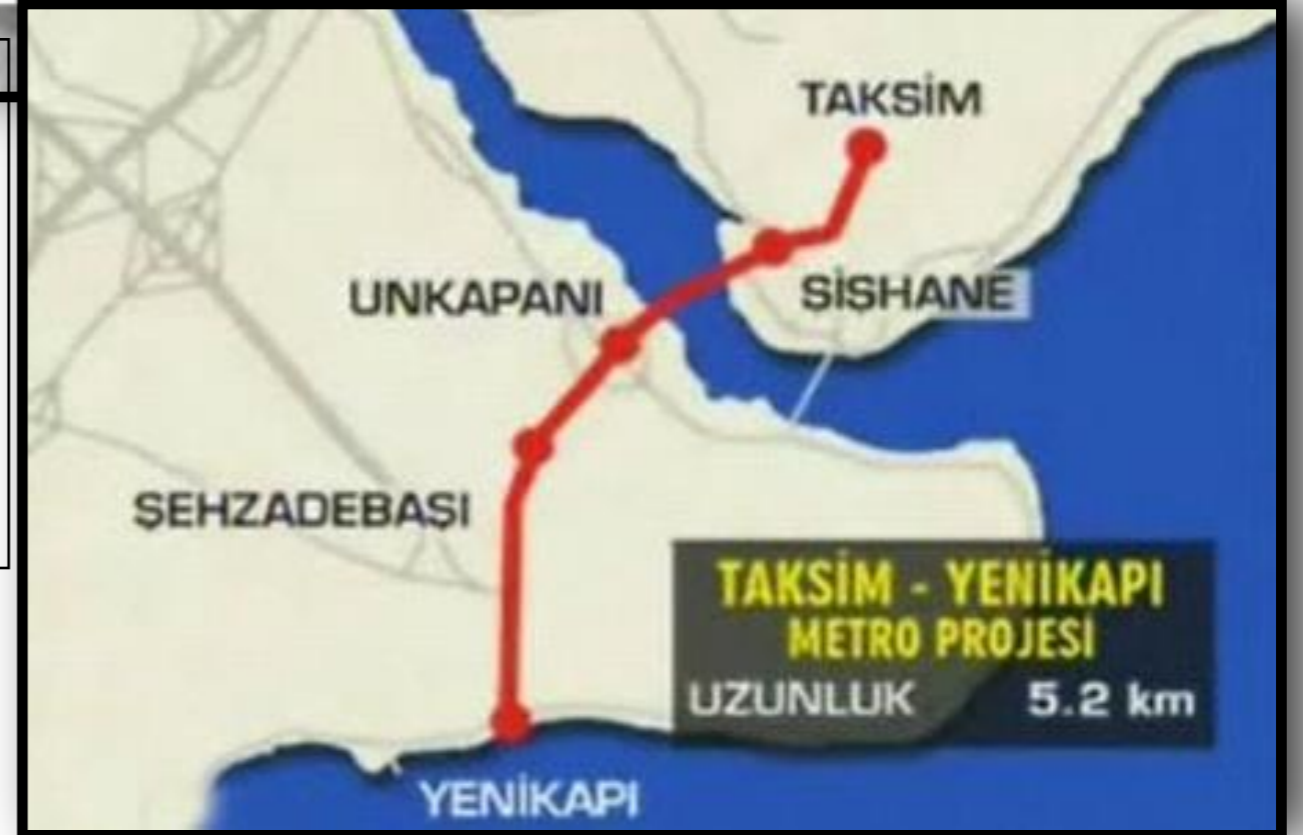 TAKSİM
UNKAPANI
SİSHANE
ŞEHZADEBAŞI
TAKSİM - YENİKAPI
METRO PROJESİ
UZUNLUK 5.2 km
YENİKAPI